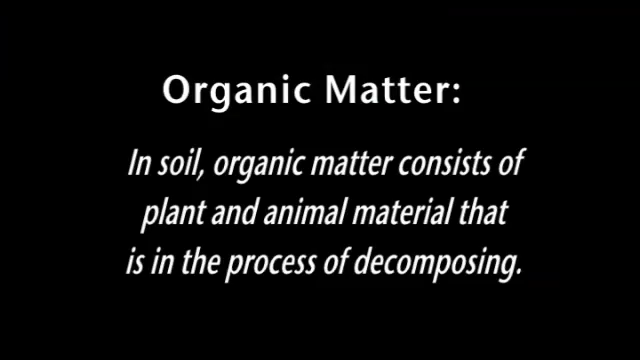 Organic Matter:
In soil, organic matter consists of
plant and animal material that
is in the process of decomposing.